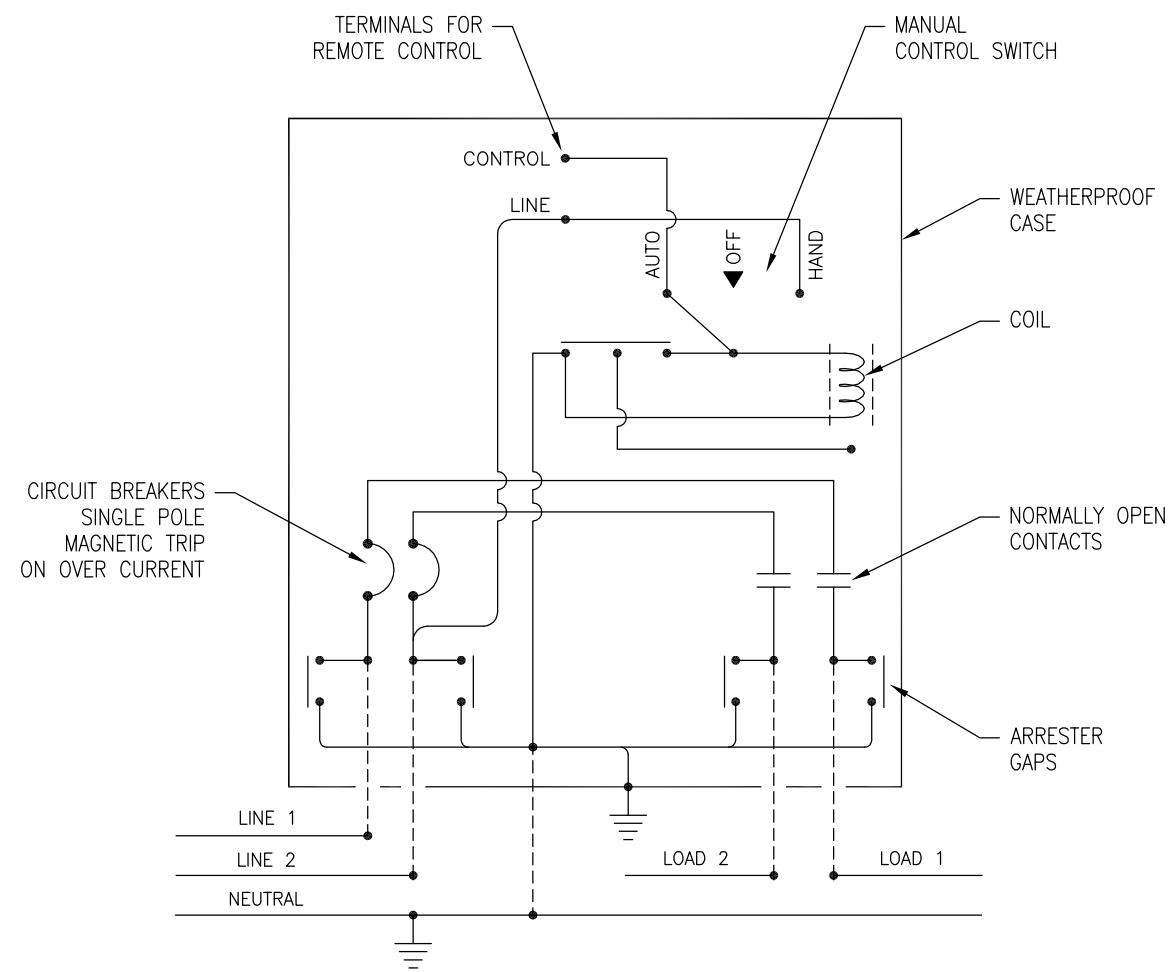 TERMINALS FOR
REMOTE CONTROL
MANUAL
CONTROL SWITCH
CONTROL
LINE
AUTO
OFF
HAND
WEATHERPROOF
CASE
COIL
CIRCUIT BREAKERS
SINGLE POLE
MAGNETIC TRIP
ON OVER CURRENT
NORMALLY OPEN
CONTACTS
ARRESTER
GAPS
LINE 1
LINE 2
LOAD 2
LOAD 1
NEUTRAL